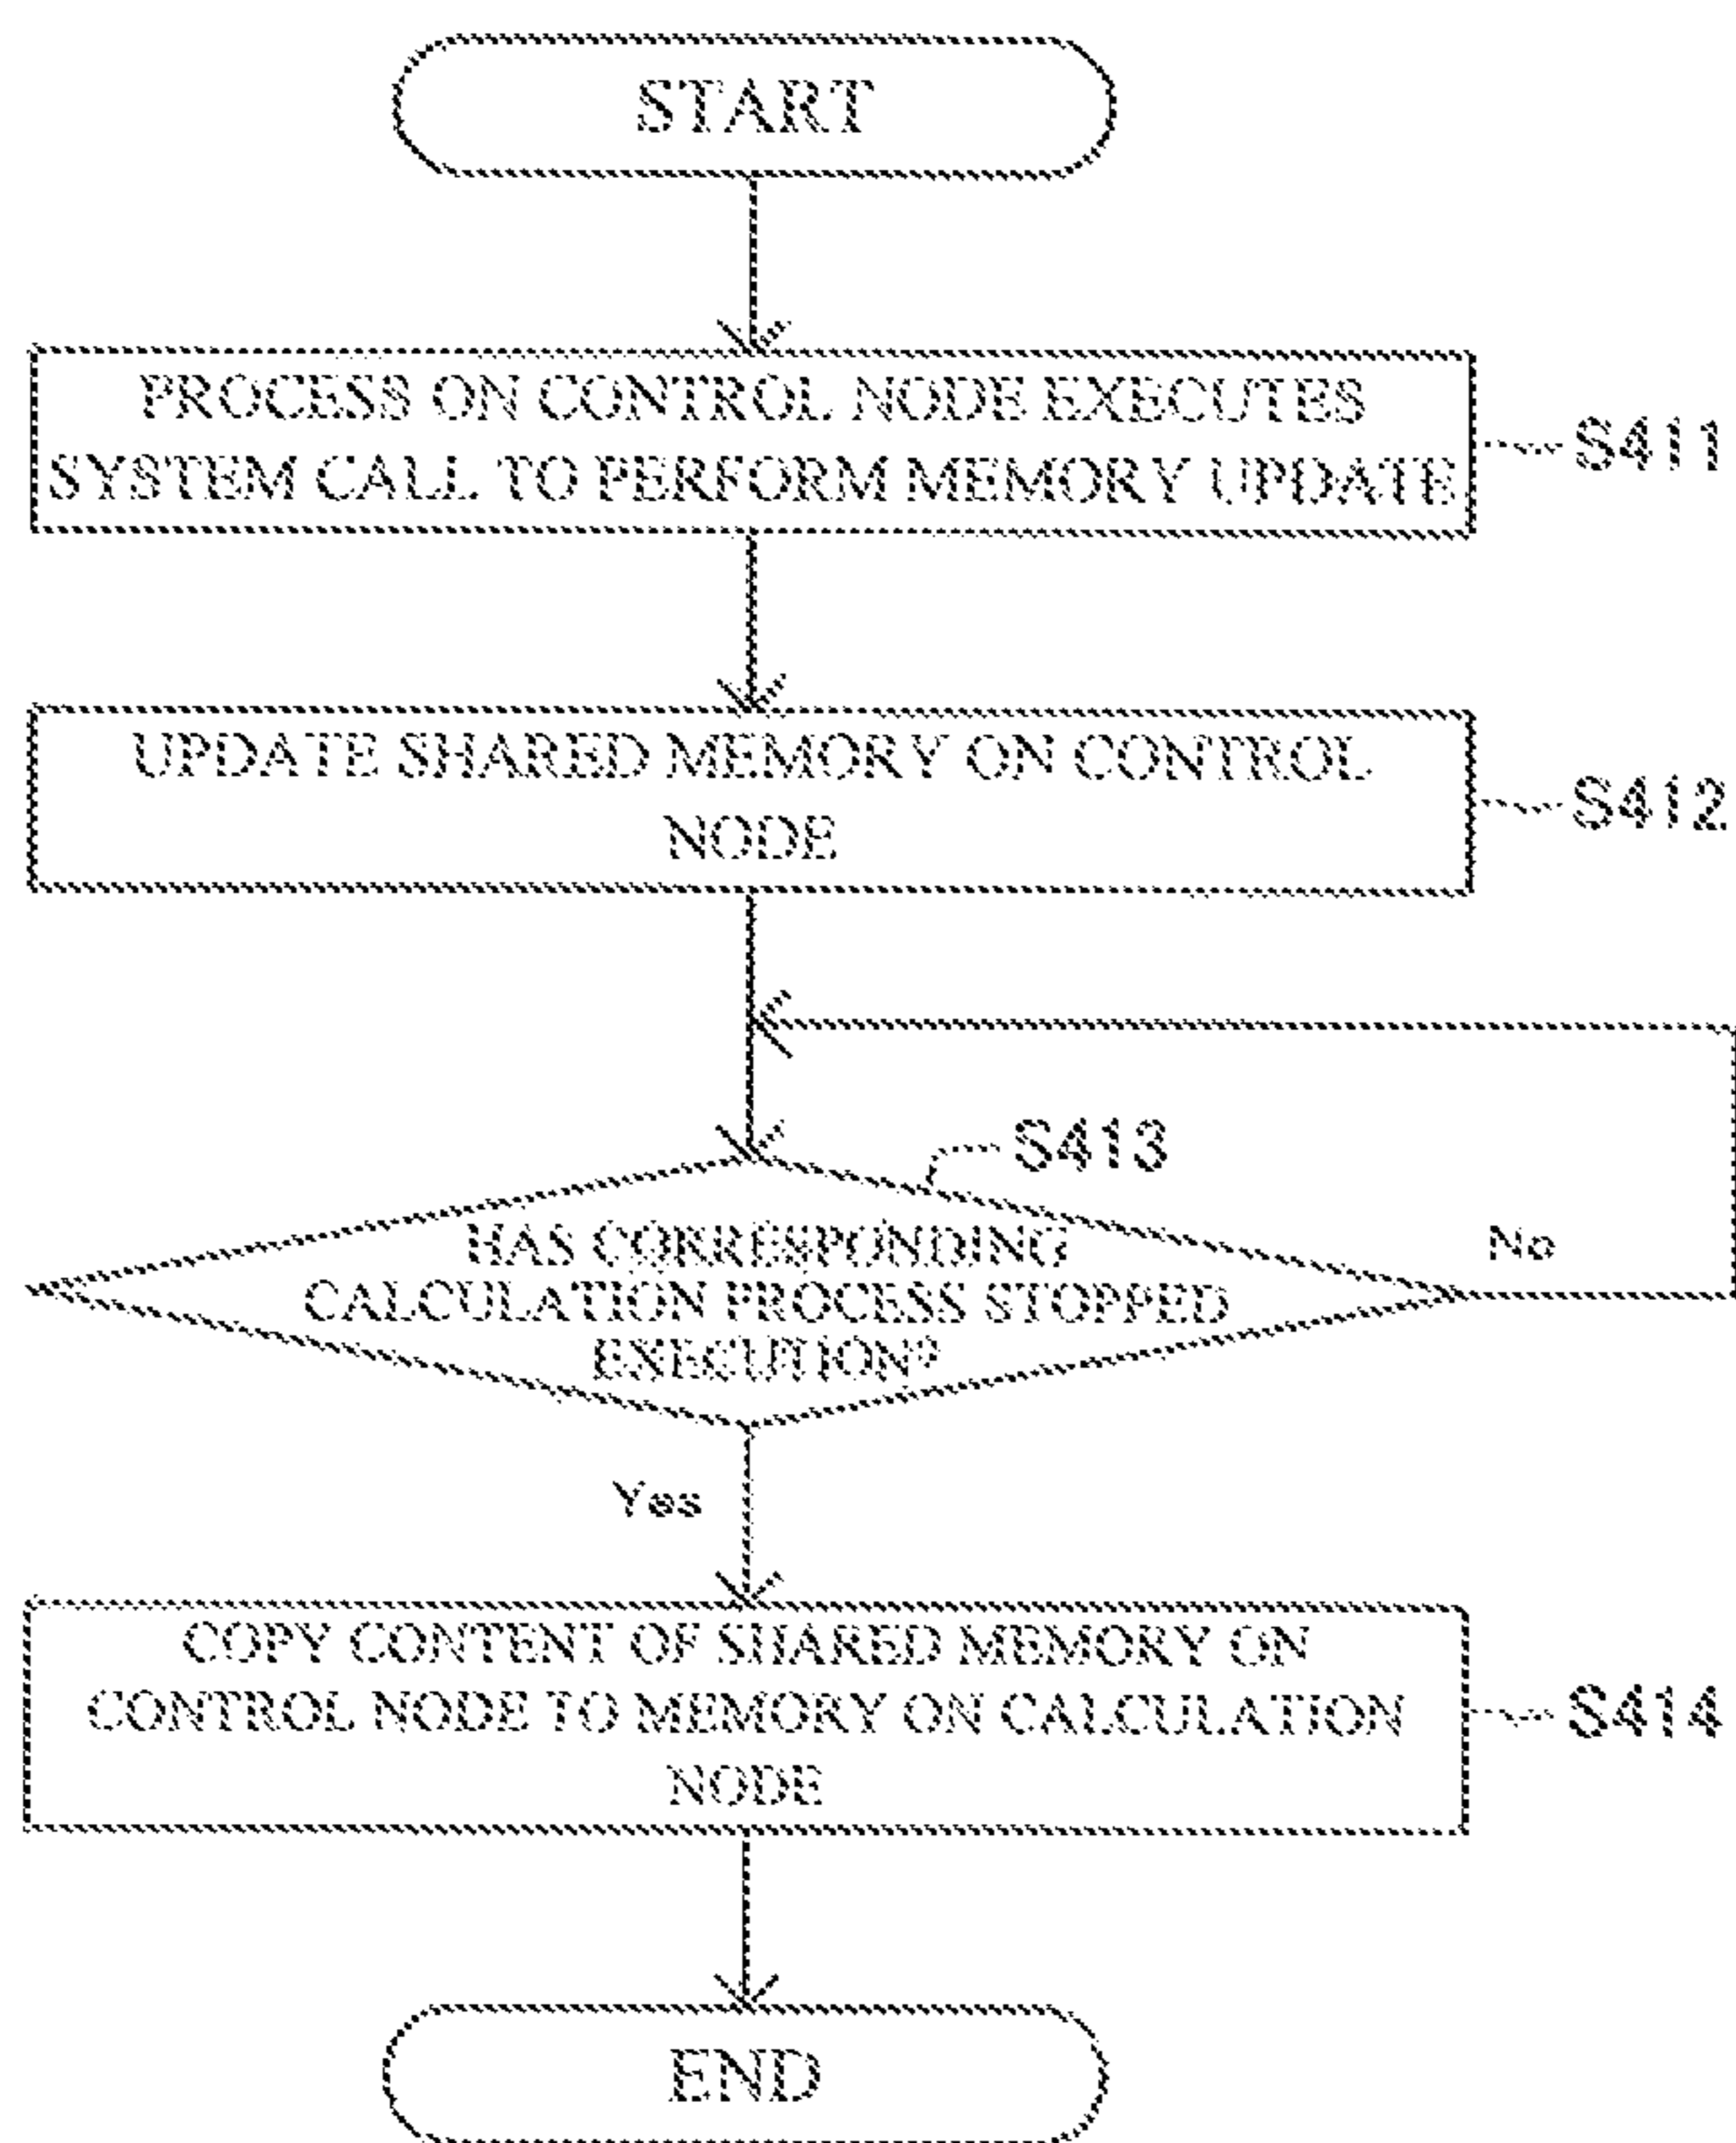 START
PROCESS ON CONTROL NODE EXECUTES
SYSTEM CALL TO PERFORM MEMORY UPDATE
S411
UPDATE SHARED MEMORY ON CONTROL
NODE
S412
S413
HAS CORRESPONDING
CALCULATION PROCESS STOPPED
EXECUTION?
No
Yes
COPY CONTENT OF SHARED MEMORY ON
CONTROL NODE TO MEMORY ON CALCULATION
NODE
S414
END